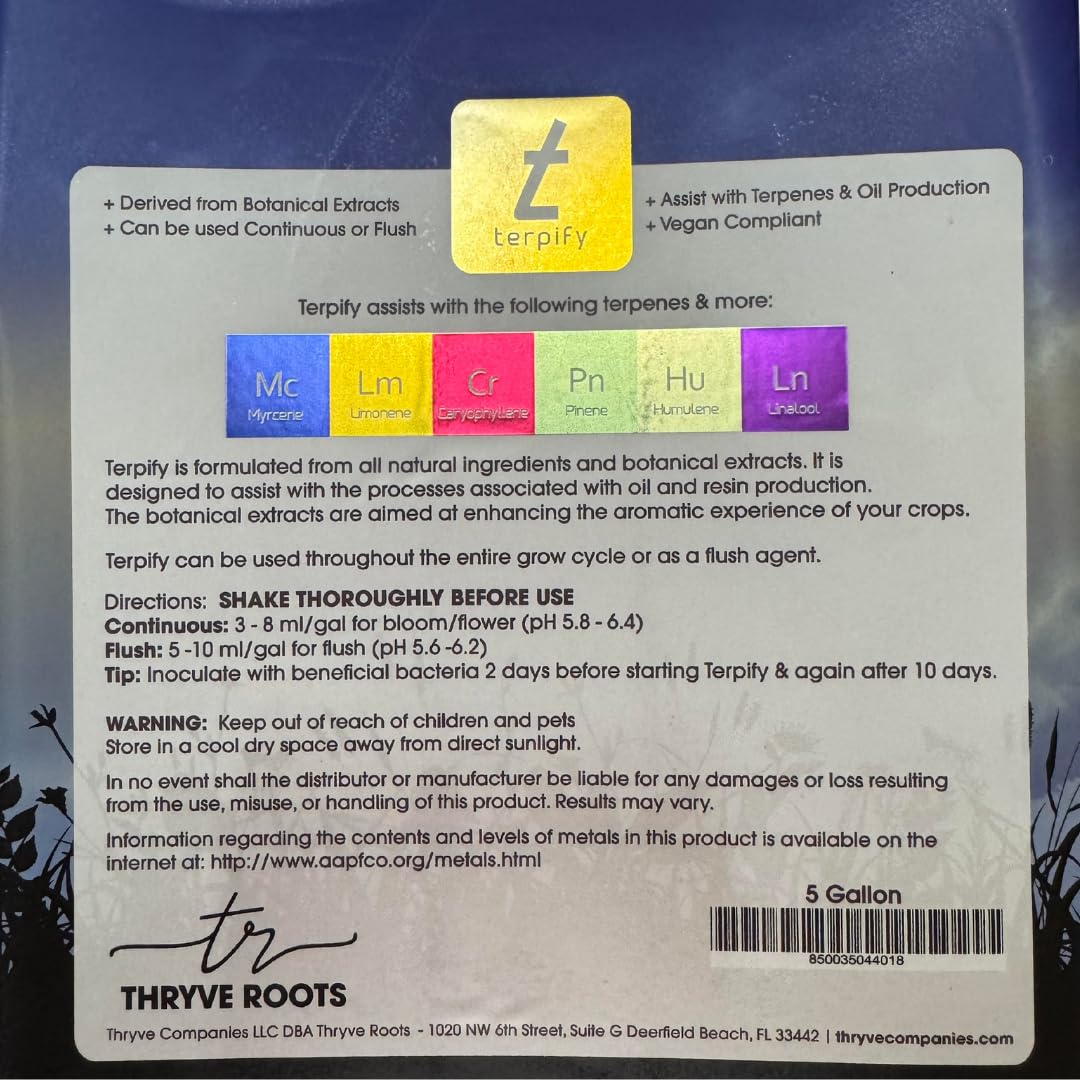 t
terpify
+ Derived from Botanical Extracts
+ Can be used Continuous or Flush
+ Assist with Terpenes & Oil Production
+ Vegan Compliant
Terpify assists with the following terpenes & more:
Mc Lm Cr Pn Hu Ln
Myrcene Limonene Caryophyllene Pinene Humulene Linalool
Terpify is formulated from all natural ingredients and botanical extracts. It is
designed to assist with the processes associated with oil and resin production.
The botanical extracts are aimed at enhancing the aromatic experience of your crops.
Terpify can be used throughout the entire grow cycle or as a flush agent.
Directions: SHAKE THOROUGHLY BEFORE USE
Continuous: 3 - 8 ml/gal for bloom/flower (pH 5.8 - 6.4)
Flush: 5 -10 ml/gal for flush (pH 5.6 -6.2)
Tip: Inoculate with beneficial bacteria 2 days before starting Terpify & again after 10 days.
WARNING: Keep out of reach of children and pets
Store in a cool dry space away from direct sunlight.
In no event shall the distributor or manufacturer be liable for any damages or loss resulting
from the use, misuse, or handling of this product. Results may vary.
Information regarding the contents and levels of metals in this product is available on the
internet at: http://www.aapfco.org/metals.html
5 Gallon
850035044018
tr
THRYVE ROOTS
Thryve Companies LLC DBA Thryve Roots - 1020 NW 6th Street, Suite G Deerfield Beach, FL 33442 | thryvecompanies.com